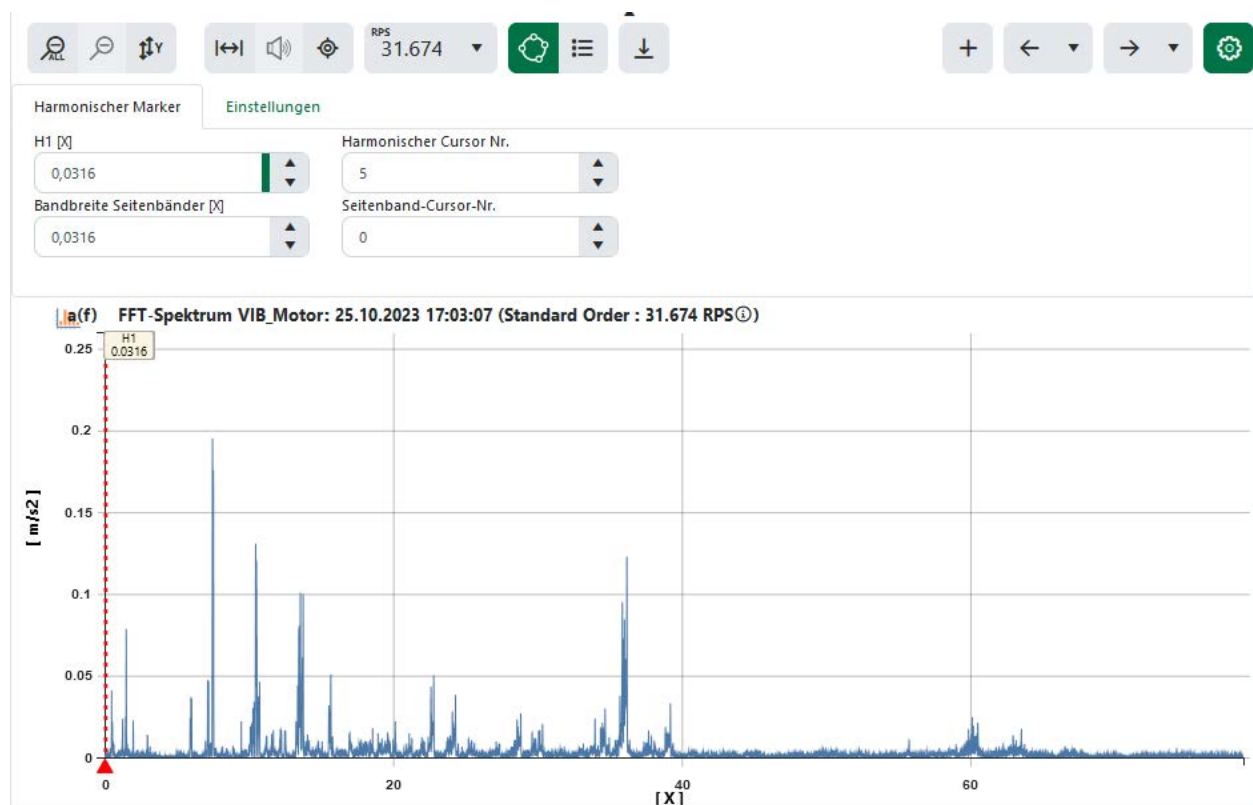 ALL
Y
RPS
31.674
Harmonischer Marker
Einstellungen
H1 [X]
Harmonischer Cursor Nr.
0,0316
5
Bandbreite Seitenbänder [X]
Seitenband-Cursor-Nr.
0,0316
0
a(f) FFT-Spektrum VIB_Motor: 25.10.2023 17:03:07 (Standard Order : 31.674 RPSⓘ)
H1
0.0316
0.25
0.2
0.15
0.1
0.05
0
[ m/s2 ]
0
20
40
60
[ X ]